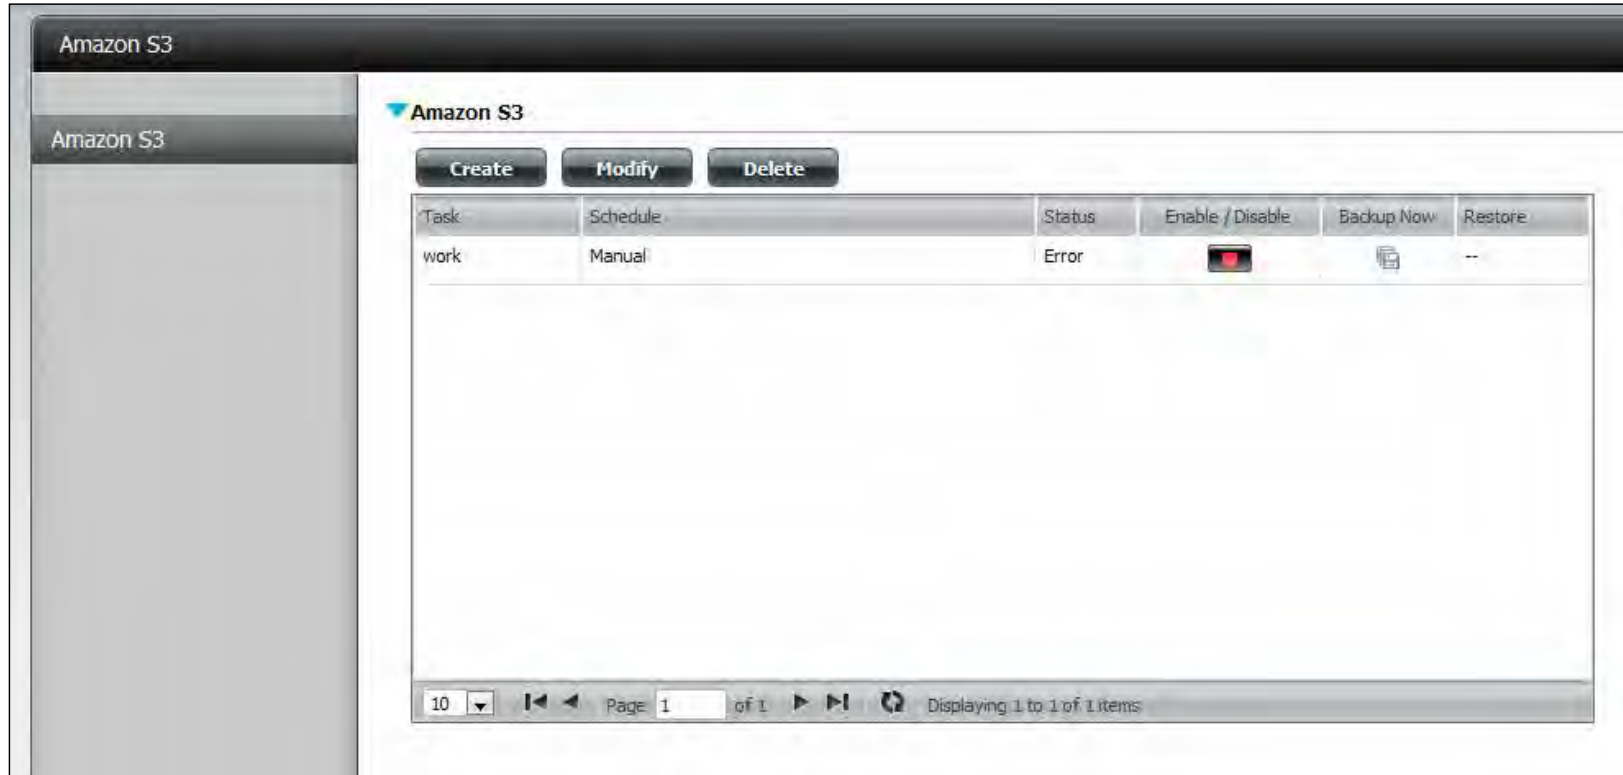 Amazon S3
Amazon S3
Amazon S3
Create Modify Delete
Task Schedule Status Enable / Disable Backup Now Restore
work Manual Error --
10 Page 1 of 1 Displaying 1 to 1 of 1 items